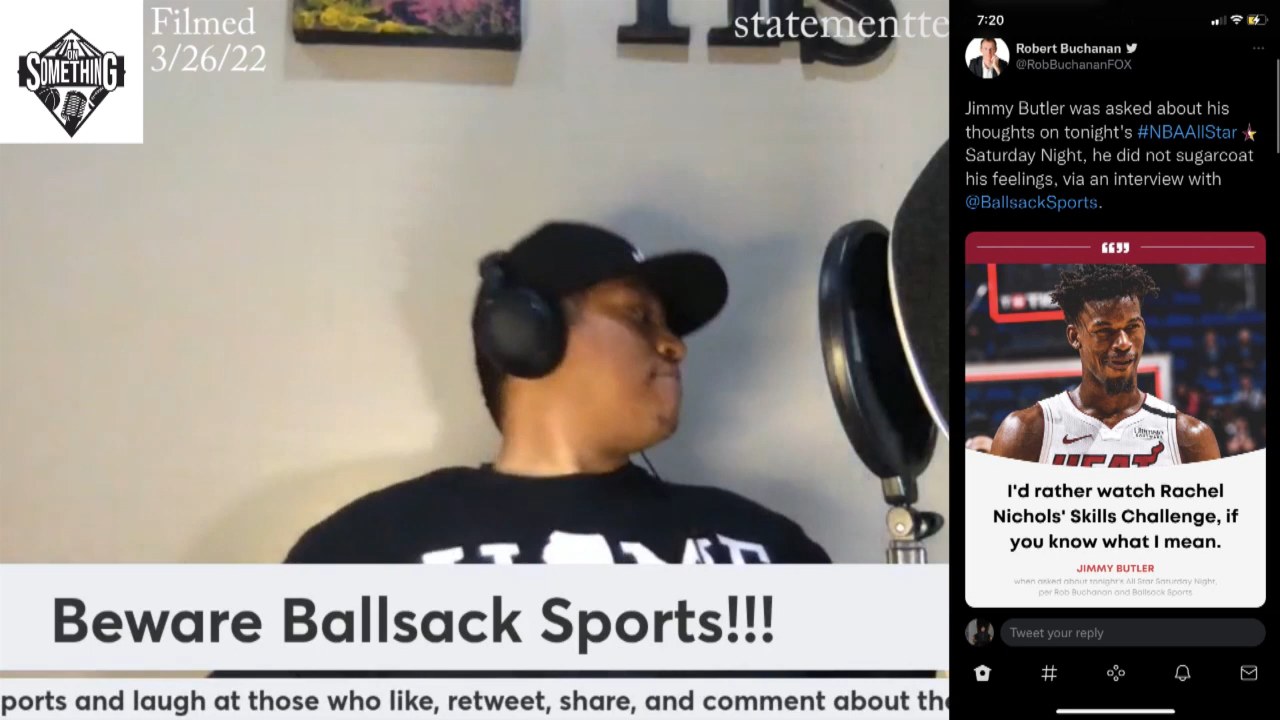 ON
SOMETHING
Filmed
3/26/22
statementte
Beware Ballsack Sports!!!
ports and laugh at those who like, retweet, share, and comment about the
7:20
Robert Buchanan
@RobBuchananFOX
Jimmy Butler was asked about his
thoughts on tonight's #NBAAllStar
Saturday Night, he did not sugarcoat
his feelings, via an interview with
@BallsackSports.
HEAT
I'd rather watch Rachel
Nichols' Skills Challenge, if
you know what I mean.
JIMMY BUTLER
when asked about tonight's All Star Saturday Night,
per Rob Buchanan and Ballsack Sports
Tweet your reply